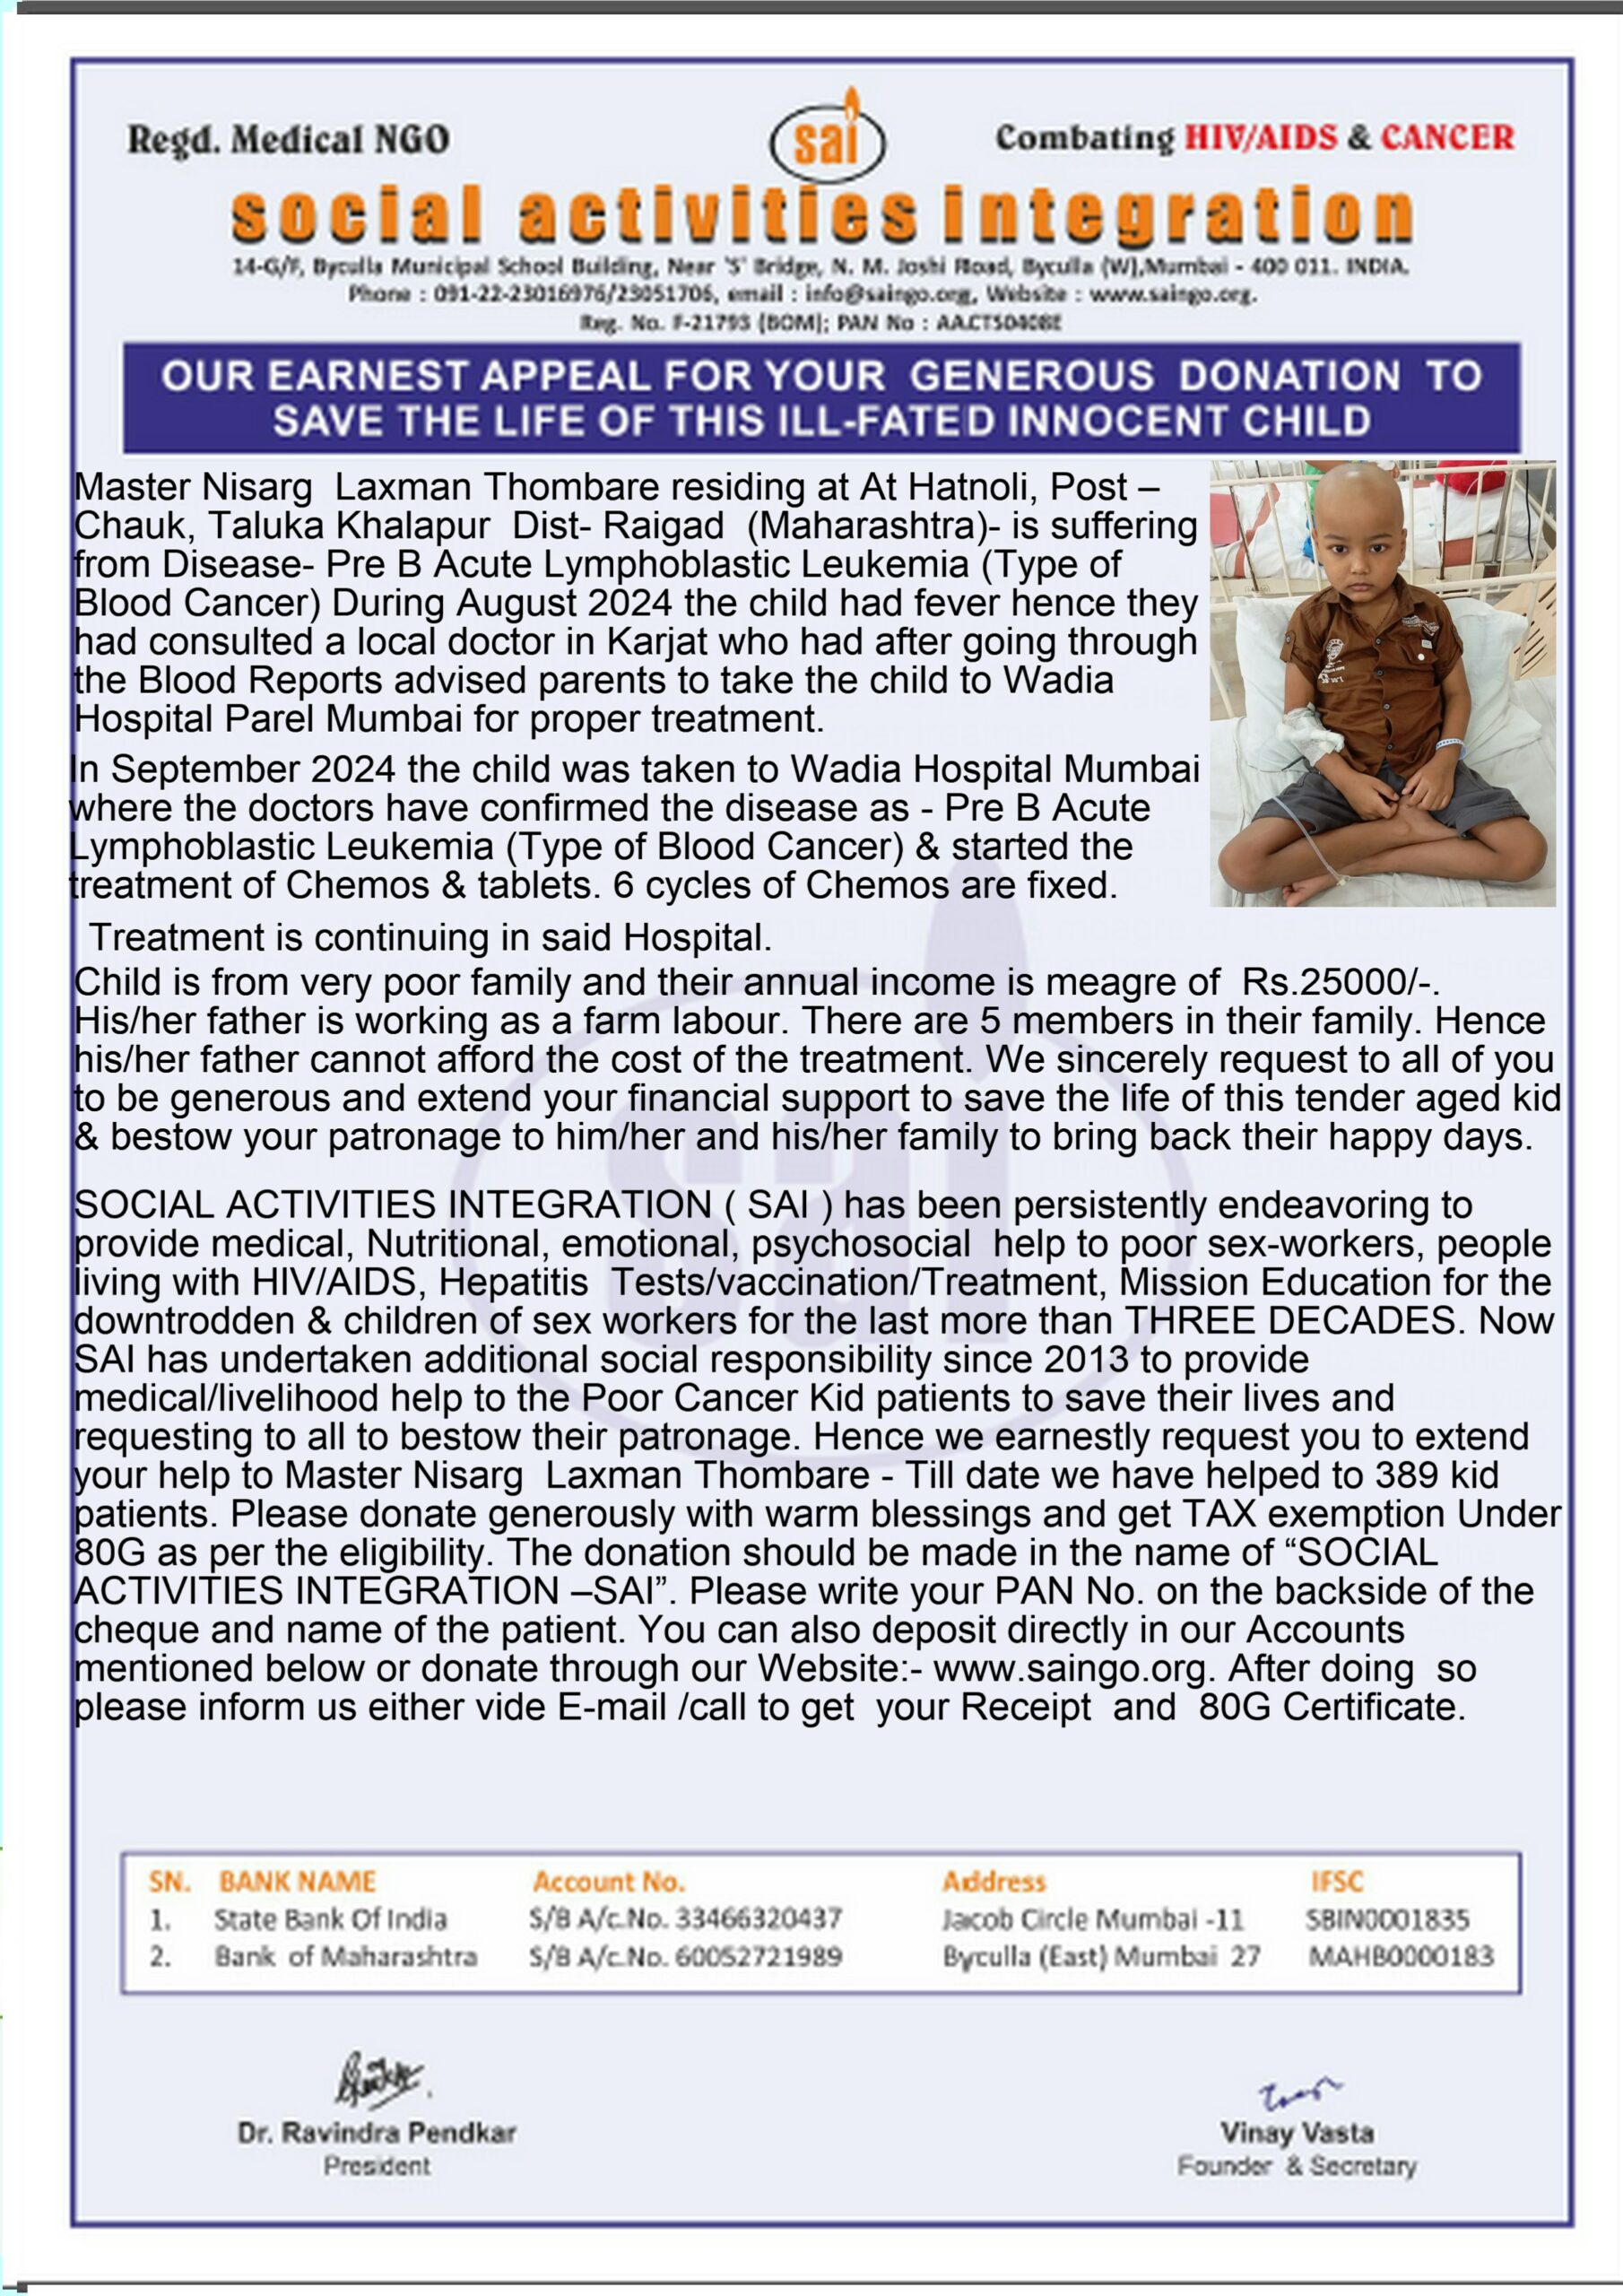 Regd. Medical NGO
sai
Combating HIV/AIDS & CANCER
social activities integration
14-G/F, Byculla Municipal School Building, Near 'S' Bridge, N. M. Joshi Road, Byculla (W),Mumbai - 400 011. INDIA.
Phone : 091-22-23016976/23051706, email : info@saingo.org, Website : www.saingo.org.
Reg. No. F-21793 (BOM); PAN No :
OUR EARNEST APPEAL FOR YOUR GENEROUS DONATION TO
SAVE THE LIFE OF THIS ILL-FATED INNOCENT CHILD
Master Nisarg Laxman Thombare residing at At Hatnoli, Post –
Chauk, Taluka Khalapur Dist- Raigad (Maharashtra)- is suffering
from Disease- Pre B Acute Lymphoblastic Leukemia (Type of
Blood Cancer) During August 2024 the child had fever hence they
had consulted a local doctor in Karjat who had after going through
the Blood Reports advised parents to take the child to Wadia
Hospital Parel Mumbai for proper treatment.
In September 2024 the child was taken to Wadia Hospital Mumbai
where the doctors have confirmed the disease as - Pre B Acute
Lymphoblastic Leukemia (Type of Blood Cancer) & started the
treatment of Chemos & tablets. 6 cycles of Chemos are fixed.
Treatment is continuing in said Hospital.
Child is from very poor family and their annual income is meagre of Rs.25000/-.
His/her father is working as a farm labour. There are 5 members in their family. Hence
his/her father cannot afford the cost of the treatment. We sincerely request to all of you
to be generous and extend your financial support to save the life of this tender aged kid
& bestow your patronage to him/her and his/her family to bring back their happy days.
SOCIAL ACTIVITIES INTEGRATION ( SAI ) has been persistently endeavoring to
provide medical, Nutritional, emotional, psychosocial help to poor sex-workers, people
living with HIV/AIDS, Hepatitis Tests/vaccination/Treatment, Mission Education for the
downtrodden & children of sex workers for the last more than THREE DECADES. Now
SAI has undertaken additional social responsibility since 2013 to provide
medical/livelihood help to the Poor Cancer Kid patients to save their lives and
requesting to all to bestow their patronage. Hence we earnestly request you to extend
your help to Master Nisarg Laxman Thombare - Till date we have helped to 389 kid
patients. Please donate generously with warm blessings and get TAX exemption Under
80G as per the eligibility. The donation should be made in the name of “SOCIAL
ACTIVITIES INTEGRATION –SAI”. Please write your PAN No. on the backside of the
cheque and name of the patient. You can also deposit directly in our Accounts
mentioned below or donate through our Website:- www.saingo.org. After doing so
please inform us either vide E-mail /call to get your Receipt and 80G Certificate.
SN. BANK NAME Account No. Address IFSC
1. State Bank Of India S/B A/c.No. 33466320437 Jacob Circle Mumbai -11 SBIN0001835
2. Bank of Maharashtra S/B A/c.No. 60052721989 Byculla (East) Mumbai 27 MAHB0000183
Dr. Ravindra Pendkar
President
Vinay Vasta
Founder & Secretary